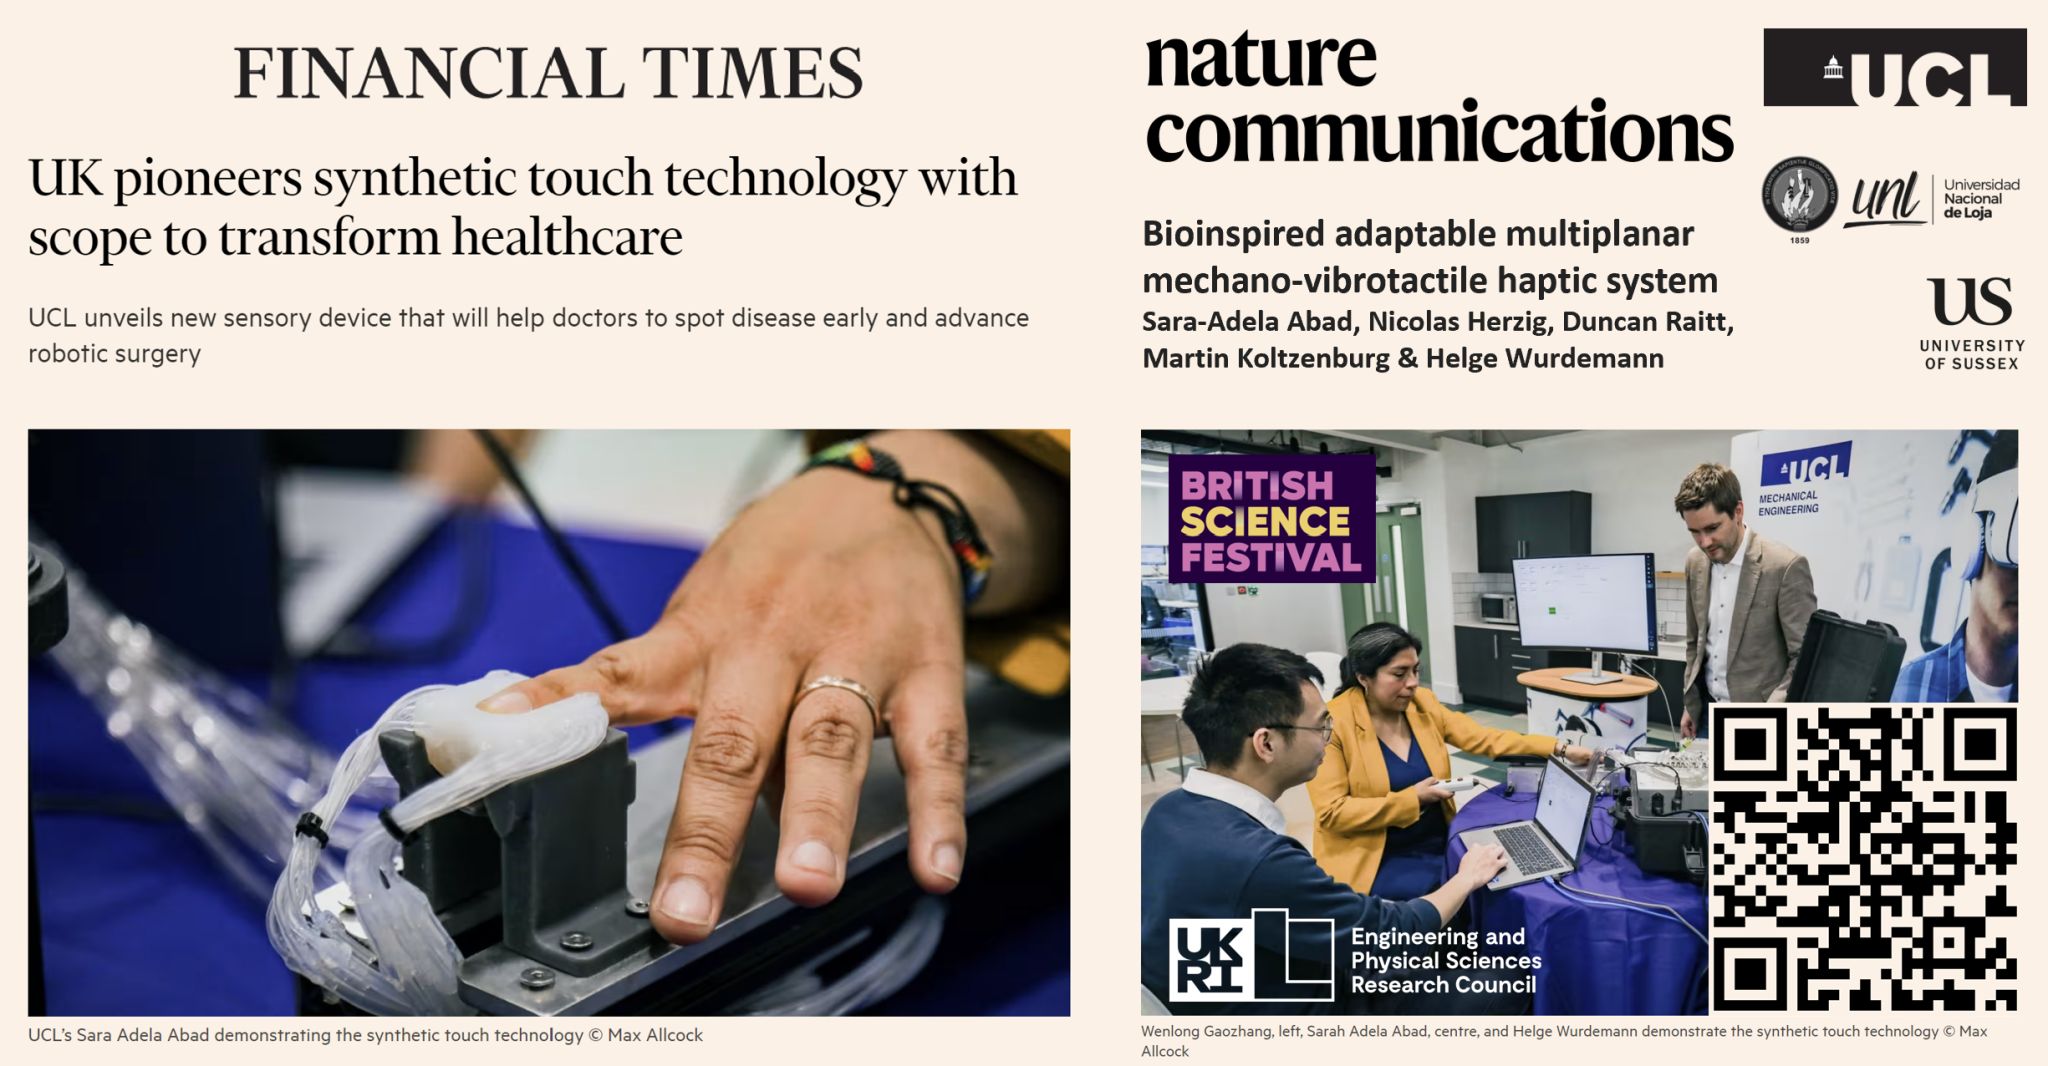 FINANCIAL TIMES
UK pioneers synthetic touch technology with
scope to transform healthcare
UCL unveils new sensory device that will help doctors to spot disease early and advance
robotic surgery
UCL's Sara Adela Abad demonstrating the synthetic touch technology © Max Allcock
nature
communications
UCL
1859
unl
Universidad
Nacional
de Loja
Bioinspired adaptable multiplanar
mechano-vibrotactile haptic system
Sara-Adela Abad, Nicolas Herzig, Duncan Raitt,
Martin Koltzenburg & Helge Wurdemann
US
UNIVERSITY
OF SUSSEX
BRITISH
SCIENCE
FESTIVAL
UCL
MECHANICAL
ENGINEERING
UK
RI
Engineering and
Physical Sciences
Research Council
Wenlong Gaozhang, left, Sarah Adela Abad, centre, and Helge Wurdemann demonstrate the synthetic touch technology © Max
Allcock